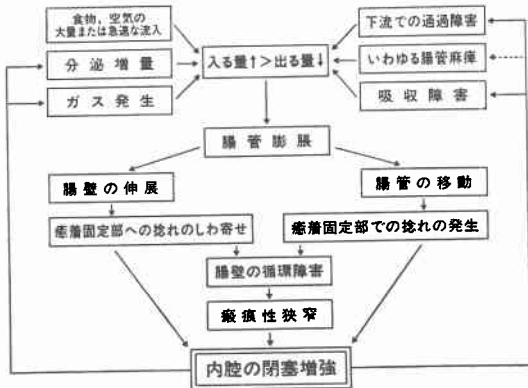 食物、空気の
大量または急速な流入
分泌増量
ガス発生
入る量↑＞出る量↓
下流での通過障害
いわゆる腸管麻痺
吸収障害
腸管膨脹
腸壁の伸展
腸管の移動
癒着固定部への捻れのしわ寄せ
癒着固定部での捻れの発生
腸壁の循環障害
瘢痕性狭窄
内腔の閉塞増強